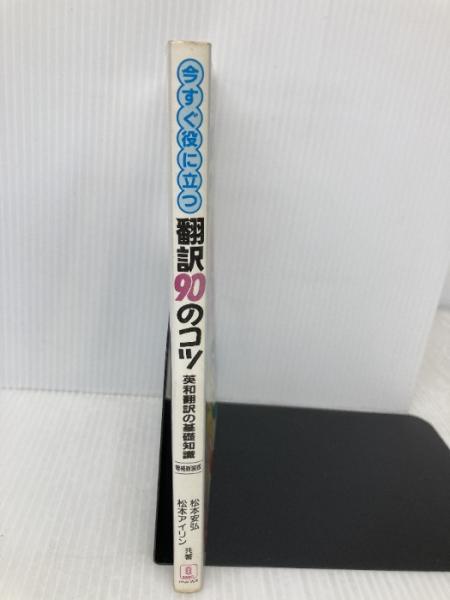 今すぐ役に立つ
翻訳90のコツ
英和翻訳の基礎知識
松本安弘
松本アイリン
共著